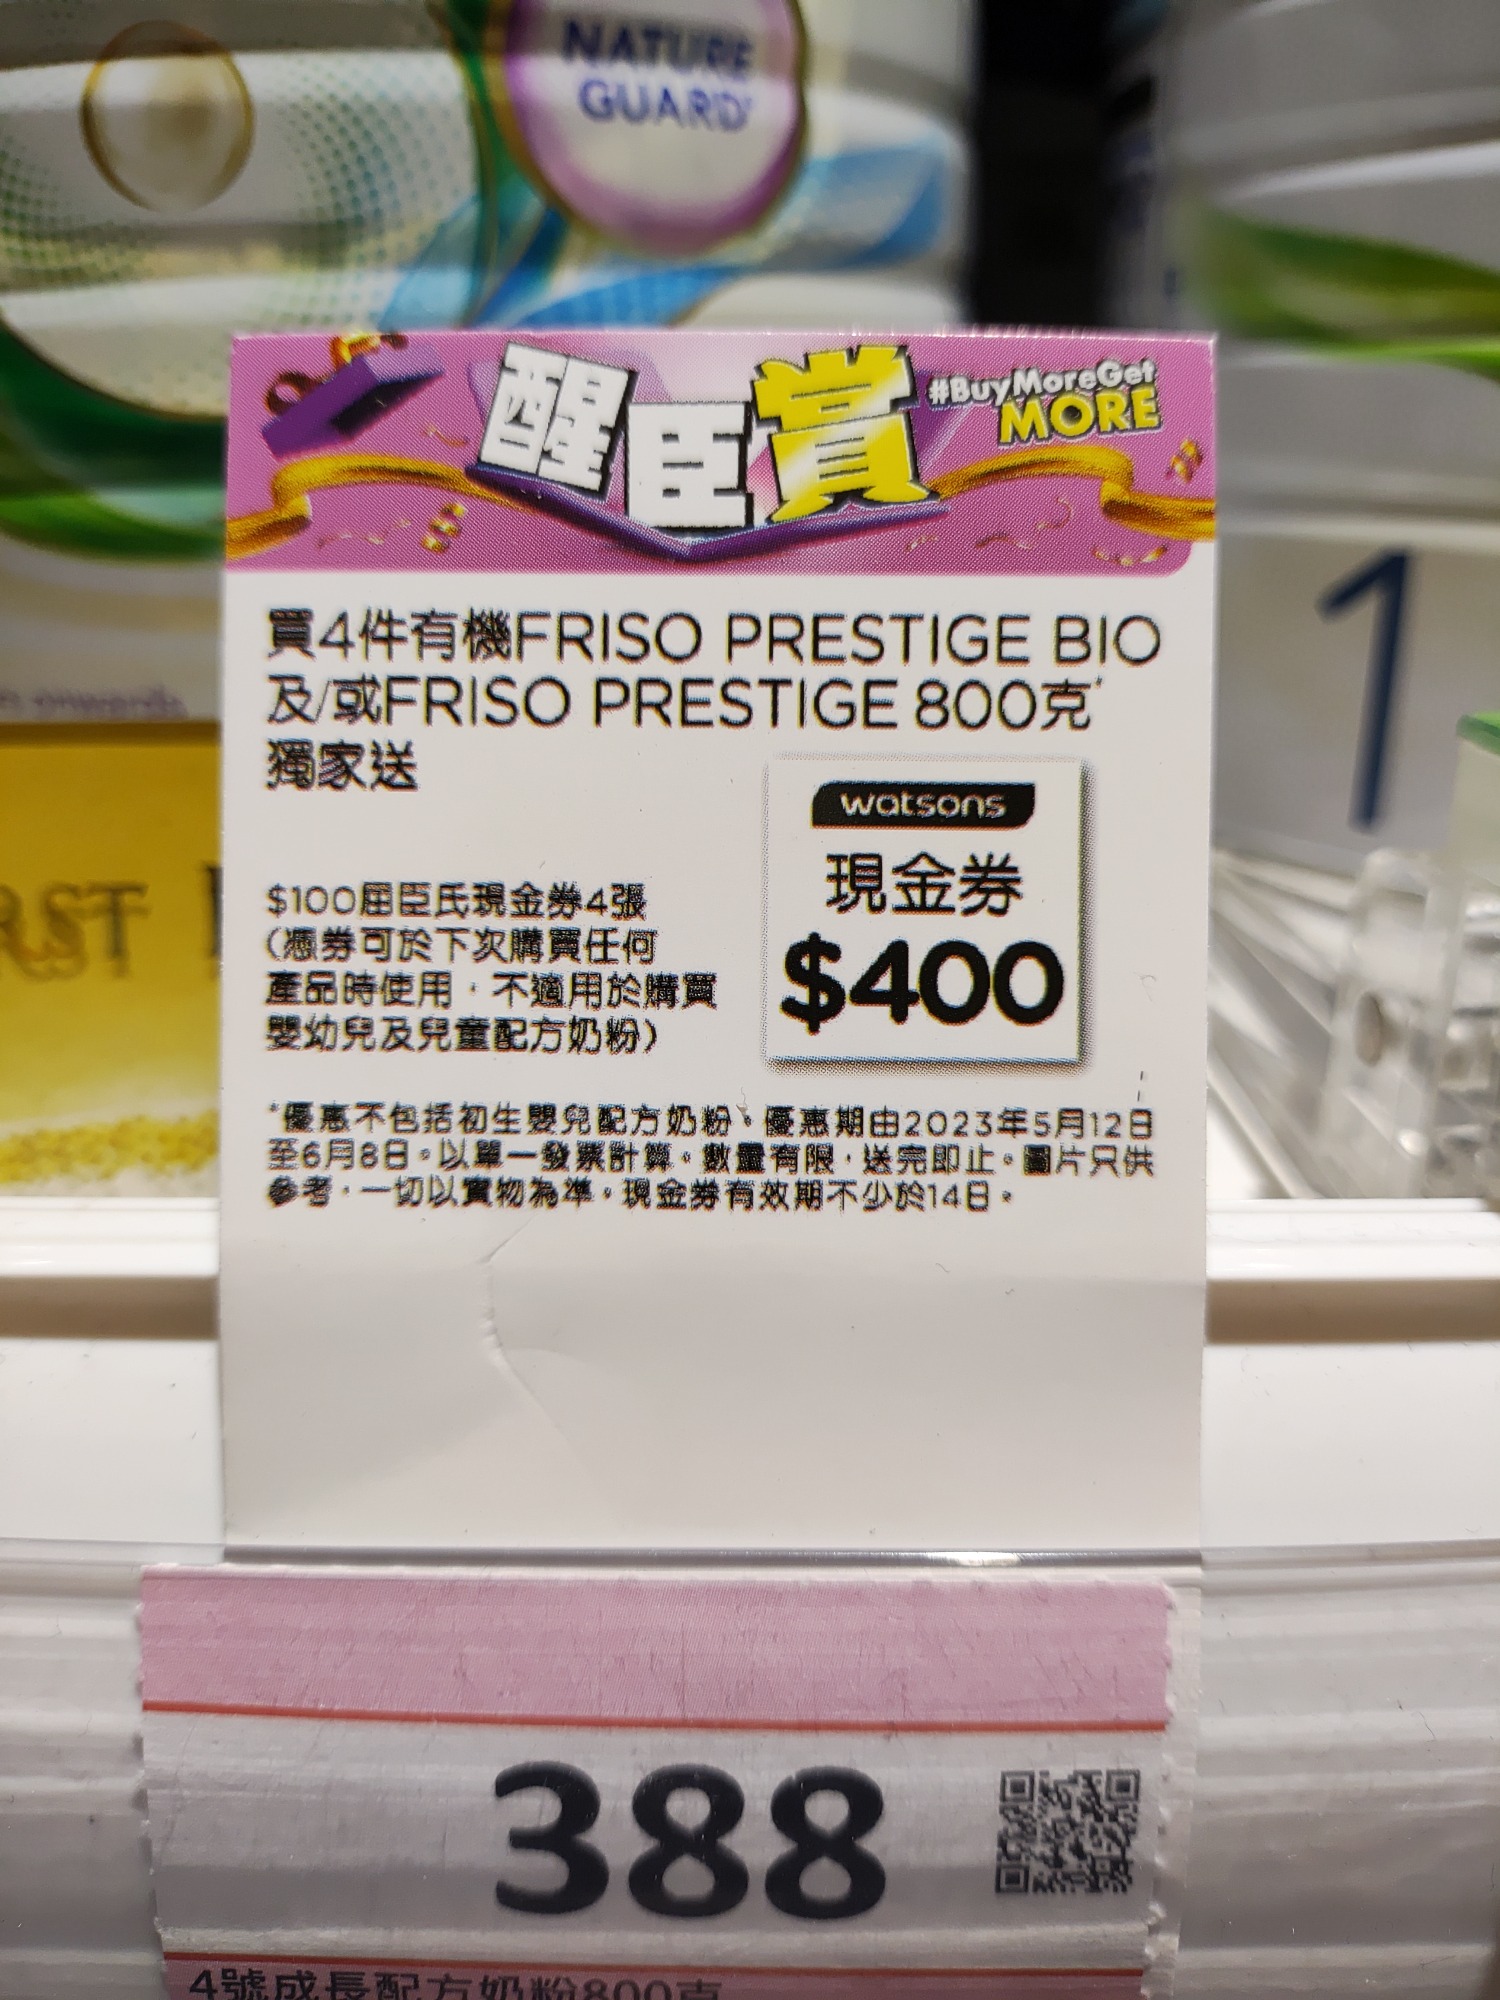 NATURE
GUARD
醒臣賞
#BuyMoreGet
MORE
買4件有機FRISO PRESTIGE BIO
及/或FRISO PRESTIGE 800克*
獨家送
watsons
現金券
$400
$100屈臣氏現金券4張
(憑券可於下次購買任何
產品時使用，不適用於購買
嬰幼兒及兒童配方奶粉)
*優惠不包括初生嬰兒配方奶粉。優惠期由2023年5月12日
至6月8日。以單一發票計算。數量有限，送完即止。圖片只供
參考，一切以實物為準。現金券有效期不少於14日。
1
onwards
RST
388
4號成長配方奶粉800克